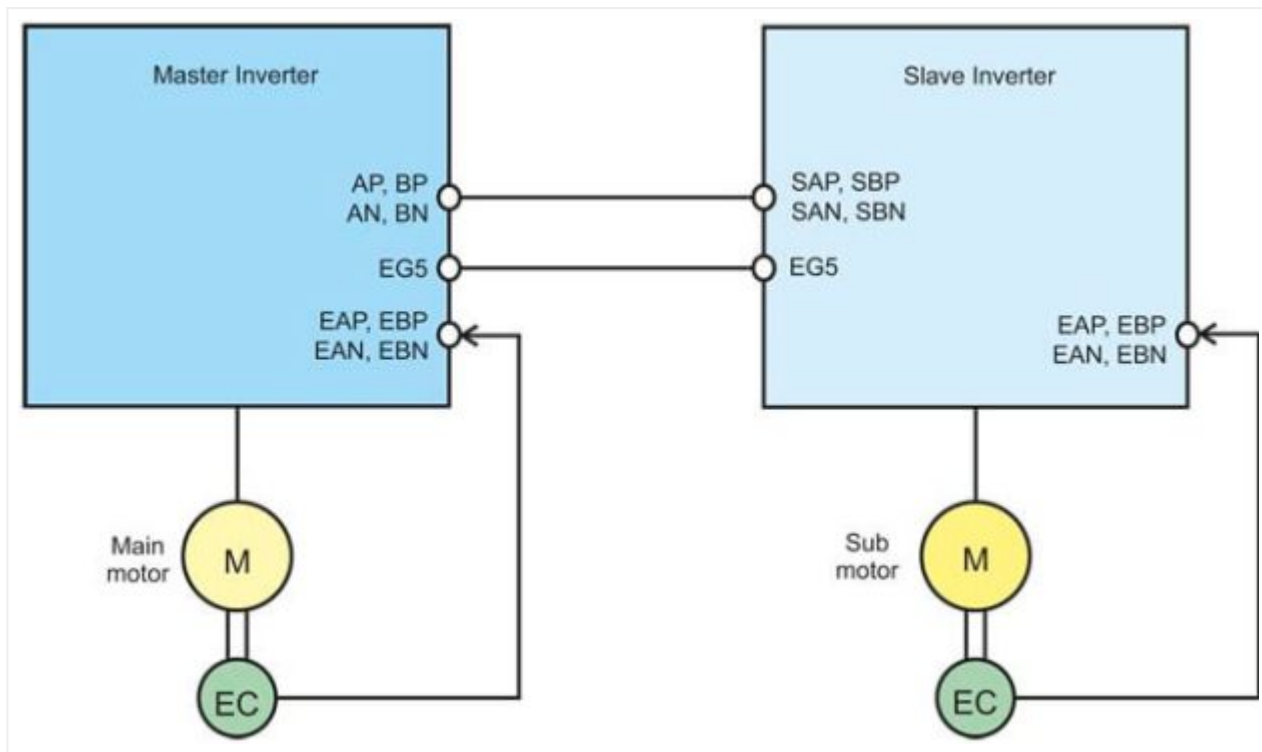 Master Inverter
AP, BP
AN, BN
EG5
EAP, EBP
EAN, EBN
Main
motor
M
EC
Slave Inverter
SAP, SBP
SAN, SBN
EG5
EAP, EBP
EAN, EBN
Sub
motor
M
EC